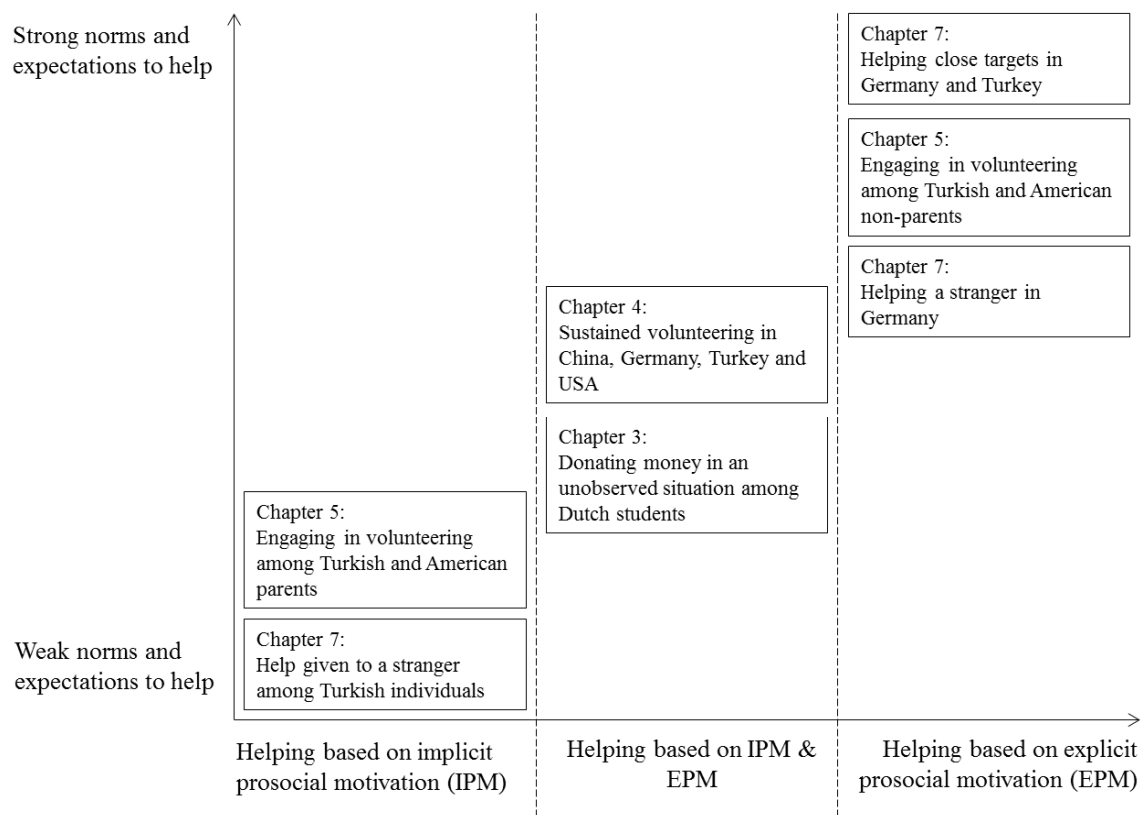 Strong norms and
expectations to help
Chapter 7:
Helping close targets in
Germany and Turkey
Chapter 5:
Engaging in volunteering
among Turkish and American
non-parents
Chapter 7:
Helping a stranger in
Germany
Chapter 4:
Sustained volunteering in
China, Germany, Turkey and
USA
Chapter 3:
Donating money in an
unobserved situation among
Dutch students
Chapter 5:
Engaging in volunteering
among Turkish and American
parents
Chapter 7:
Help given to a stranger
among Turkish individuals
Weak norms and
expectations to help
Helping based on implicit
prosocial motivation (IPM)
Helping based on IPM &
EPM
Helping based on explicit
prosocial motivation (EPM)